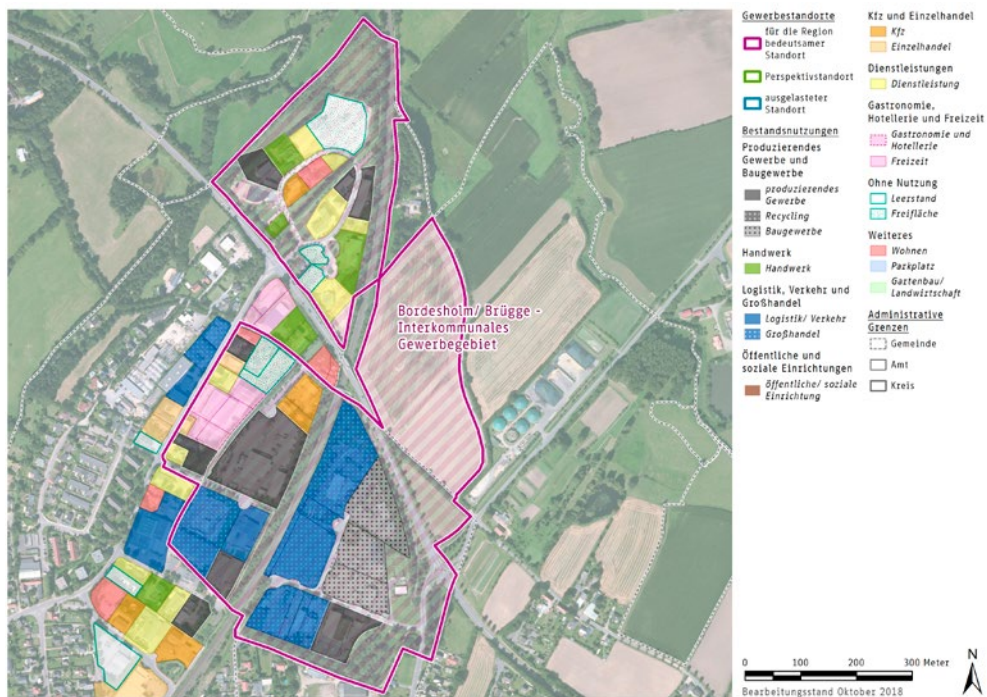 Bordesholm/ Brügge -
Interkommunales
Gewerbegebiet
Gewerbestandorte
für die Region
bedeutsamer
Standort
Perspektivstandort
ausgelasteter
Standort
Bestandsnutzungen
Produzierendes
Gewerbe und
Baugewerbe
produzierendes
Gewerbe
Recycling
Baugewerbe
Handwerk
Handwerk
Logistik, Verkehr und
Großhandel
Logistik/ Verkehr
Großhandel
Öffentliche und
soziale Einrichtungen
öffentliche/ soziale
Einrichtung
Kfz und Einzelhandel
Kfz
Einzelhandel
Dienstleistungen
Dienstleistung
Gastronomie,
Hotellerie und Freizeit
Gastronomie und
Hotellerie
Freizeit
Ohne Nutzung
Leerstand
Freifläche
Weiteres
Wohnen
Parkplatz
Gartenbau/
Landwirtschaft
Administrative
Grenzen
Gemeinde
Amt
Kreis
N
0 100 200 300 Meter
Bearbeitungsstand Oktober 2018